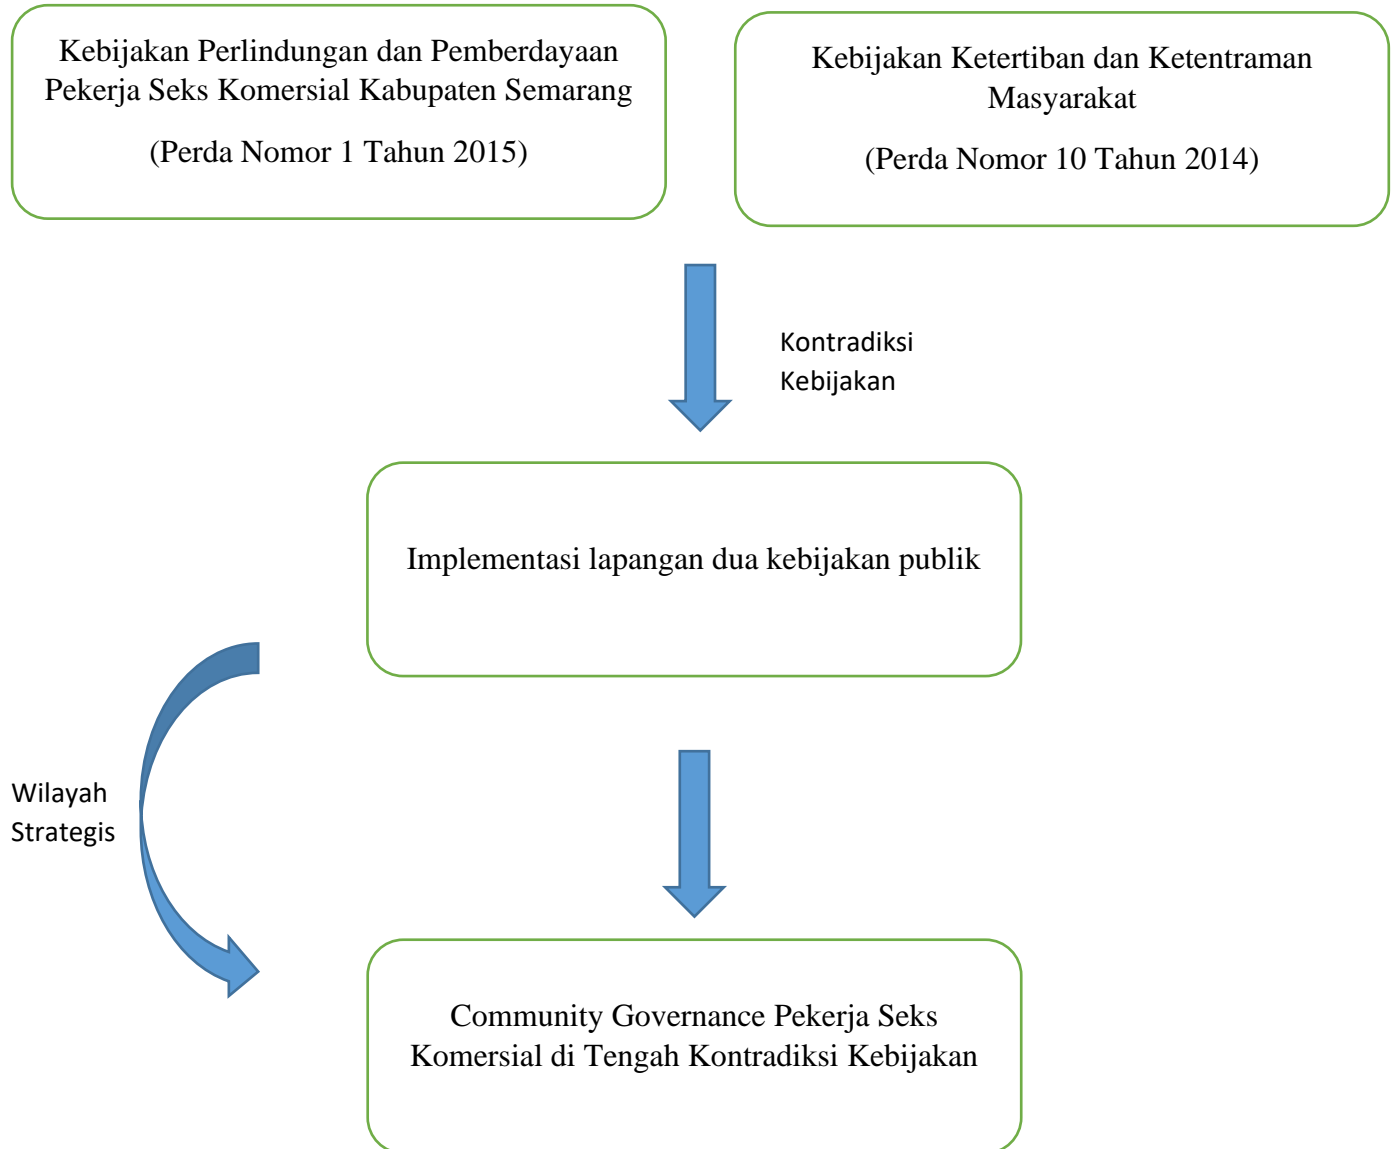 Kebijakan Perlindungan dan Pemberdayaan
Pekerja Seks Komersial Kabupaten Semarang
(Perda Nomor 1 Tahun 2015)
Kebijakan Ketertiban dan Ketentraman
Masyarakat
(Perda Nomor 10 Tahun 2014)
Kontradiksi
Kebijakan
Implementasi lapangan dua kebijakan publik
Wilayah
Strategis
Community Governance Pekerja Seks
Komersial di Tengah Kontradiksi Kebijakan